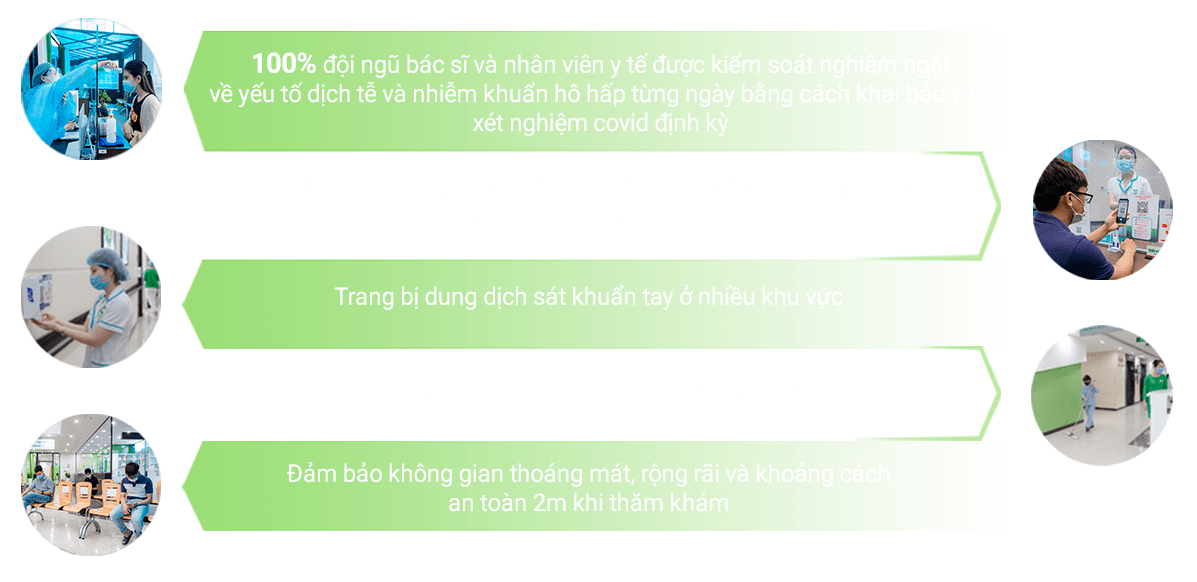 100% đội ngũ bác sĩ và nhân viên y tế được kiểm soát nghiêm ngặt
về yếu tố dịch tễ và nhiễm khuẩn hô hấp từng ngày bằng cách khai báo y
xét nghiệm covid định kỳ
Trang bị dung dịch sát khuẩn tay ở nhiều khu vực
Đảm bảo không gian thoáng mát, rộng rãi và khoảng cách
an toàn 2m khi thăm khám